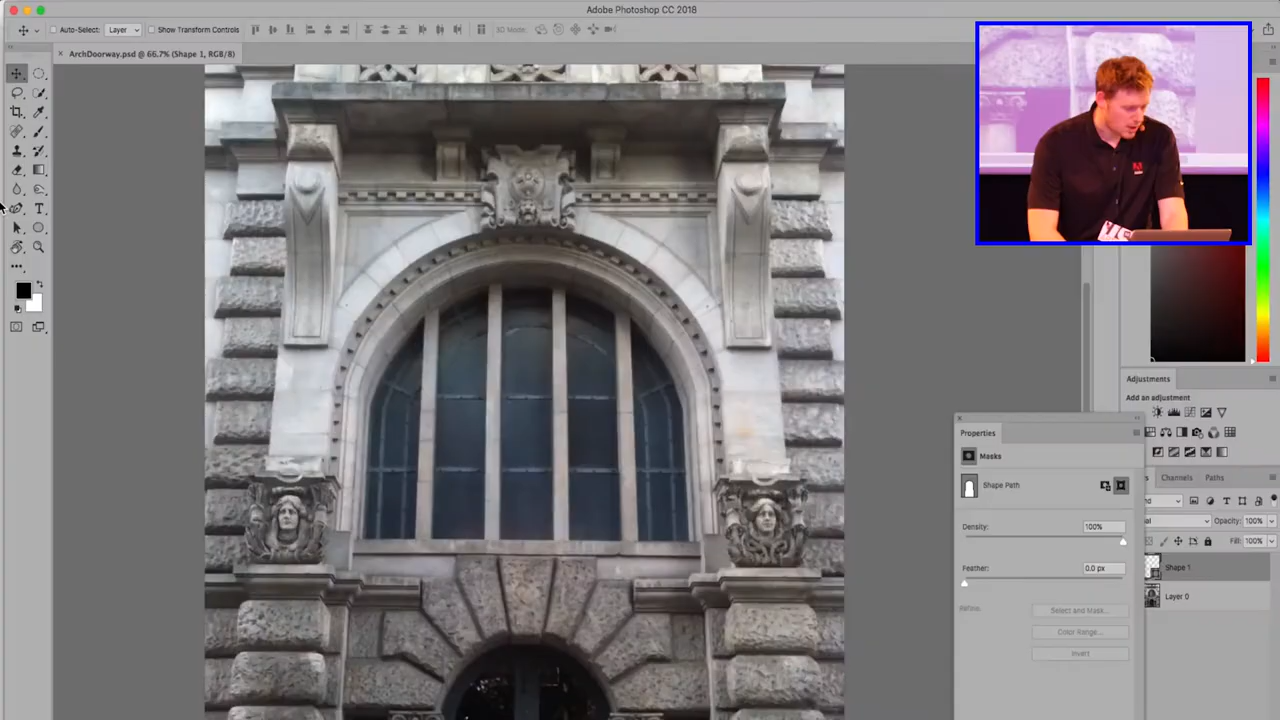 Adobe Photoshop CC 2018
Auto-Select: Layer Show Transform Controls 3D Mode:
× ArchDoorway.psd @ 66.7% (Shape 1, RGB/8)
T
Adjustments
Add an adjustment
Properties
Masks
Channels Paths
Shape Path
Opacity: 100%
Density: 100%
Fill: 100%
Feather: 0.0 px
Shape 1
Layer 0
Refine:
Select and Mask...
Color Range...
Invert